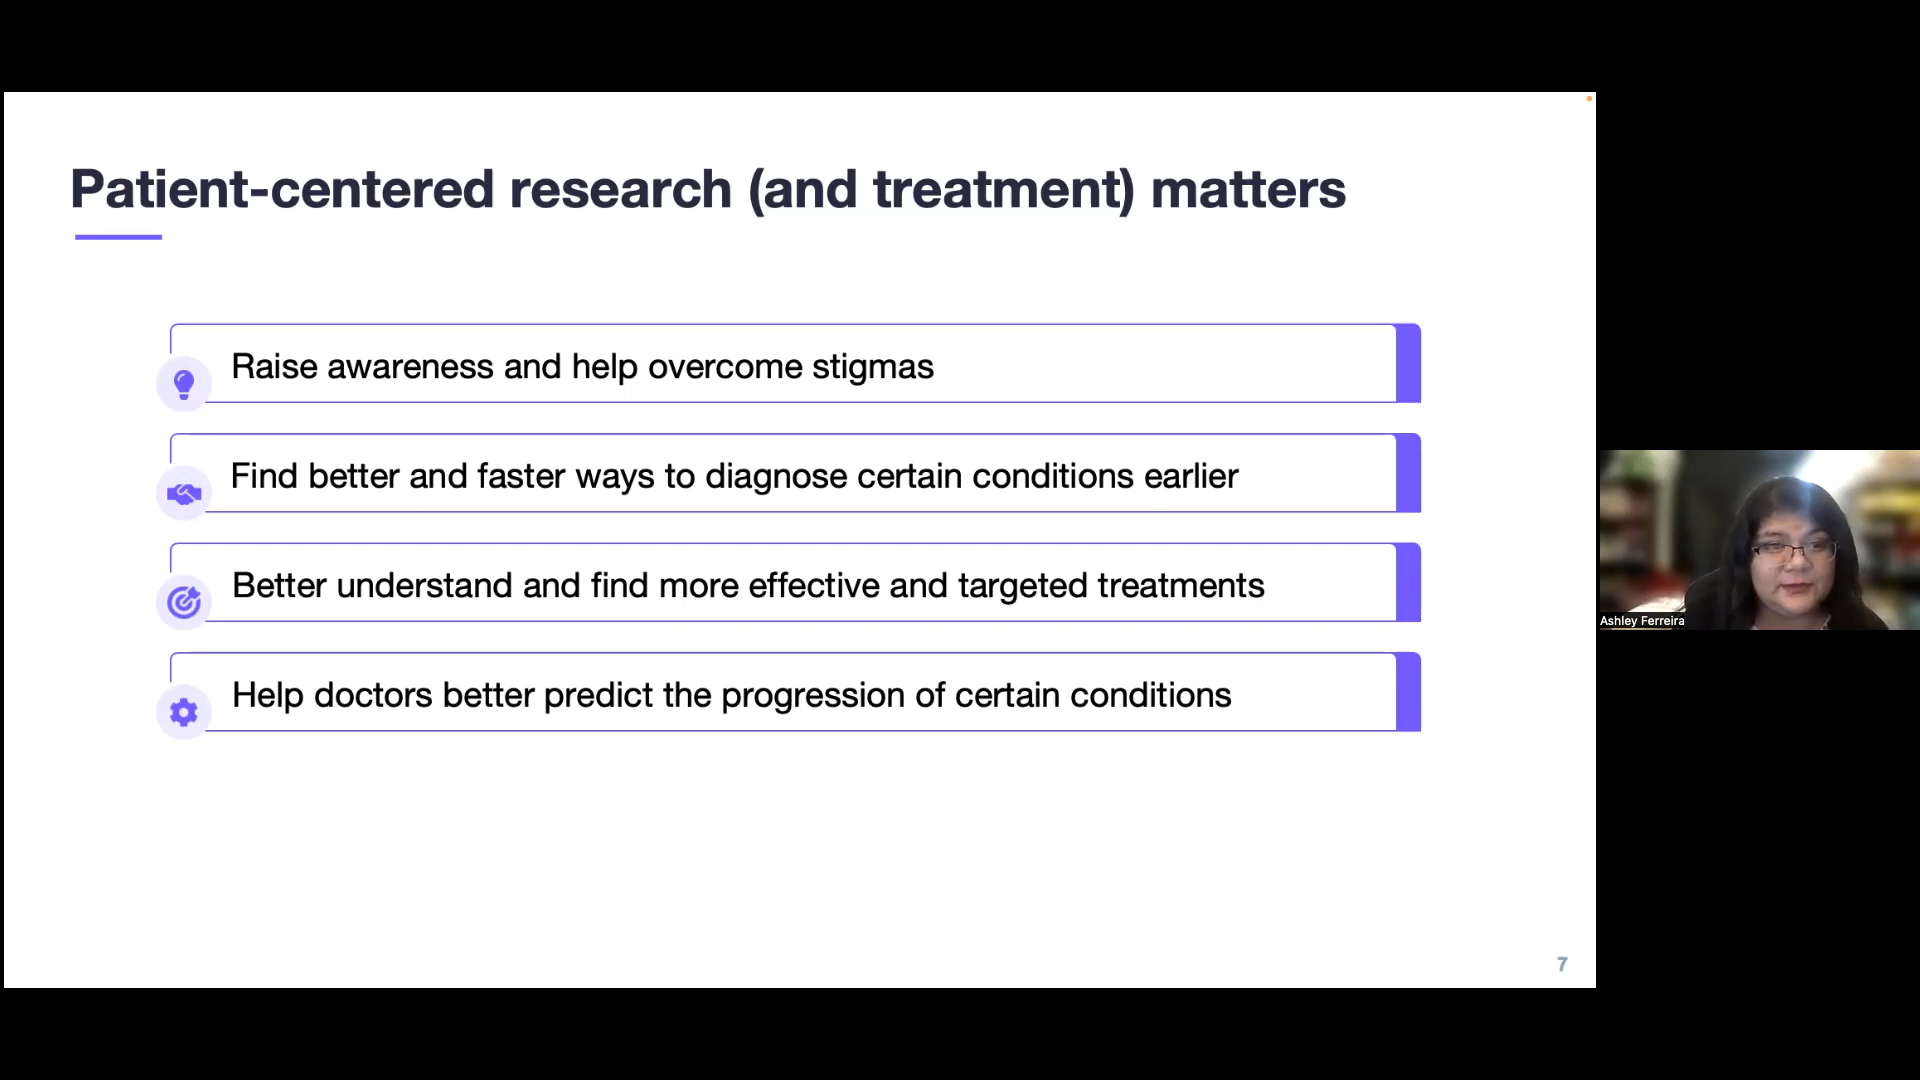 Patient-centered research (and treatment) matters
Raise awareness and help overcome stigmas
Find better and faster ways to diagnose certain conditions earlier
Better understand and find more effective and targeted treatments
Help doctors better predict the progression of certain conditions
7
Ashley Ferreira